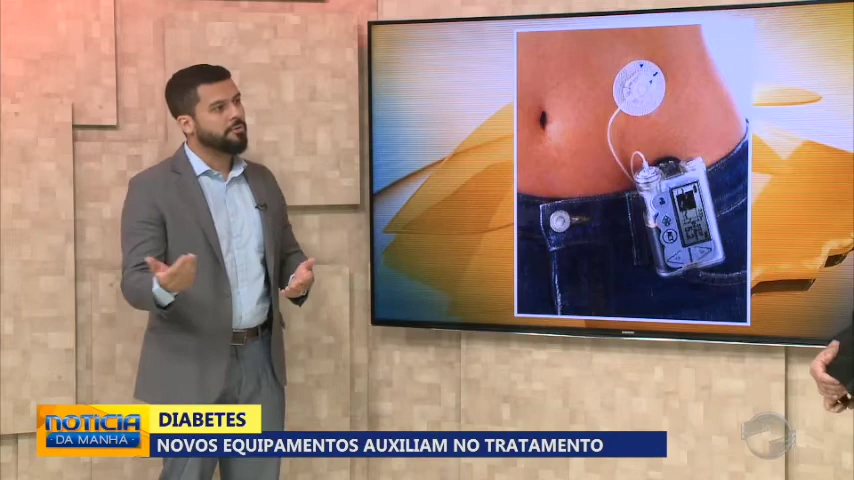 NOTÍCIA
DA MANHÃ
DIABETES
NOVOS EQUIPAMENTOS AUXILIAM NO TRATAMENTO